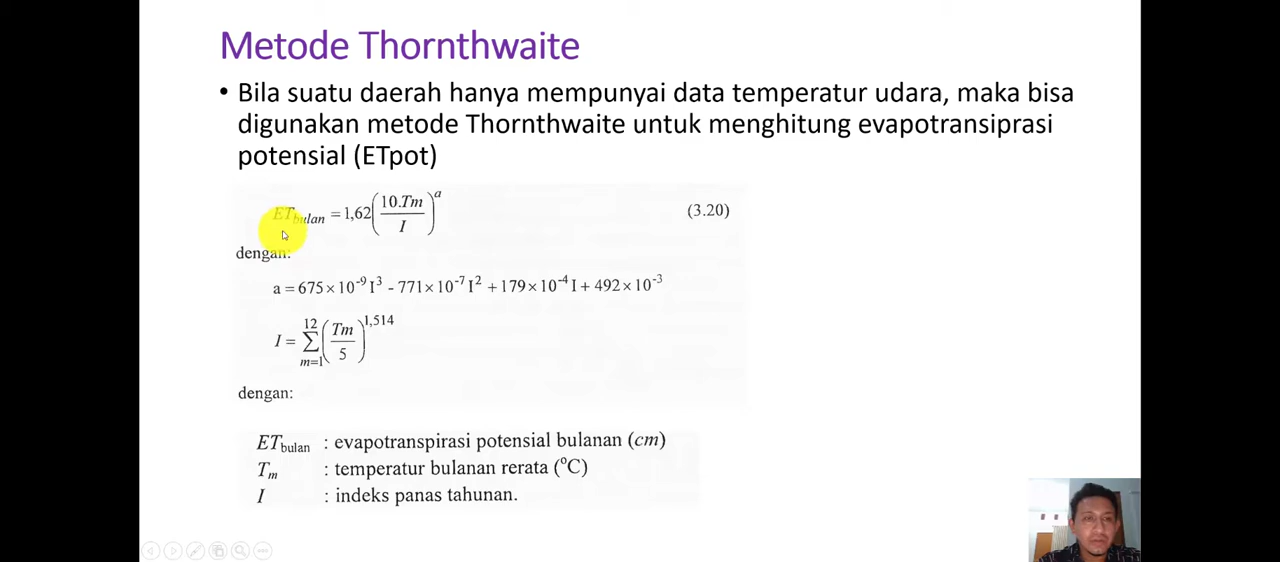 Metode Thornthwaite
• Bila suatu daerah hanya mempunyai data temperatur udara, maka bisa
digunakan metode Thornthwaite untuk menghitung evapotransiprasi
potensial (ETpot)
ET_bulan = 1,62 (10.Tm / I)^a (3.20)
dengan:
a = 675×10^-9 I^3 - 771×10^-7 I^2 + 179×10^-4 I + 492×10^-3
I = Σ_{m=1}^{12} (Tm / 5)^1,514
dengan:
ET_bulan : evapotranspirasi potensial bulanan (cm)
T_m : temperatur bulanan rerata (°C)
I : indeks panas tahunan.